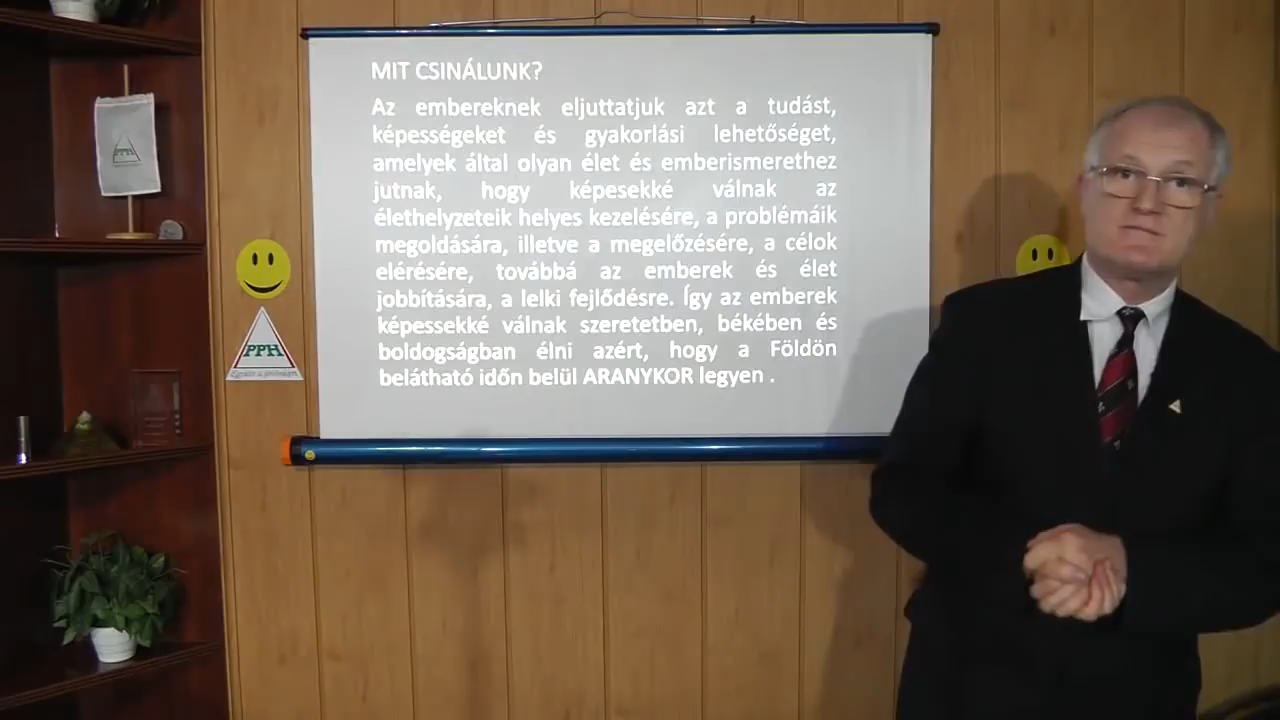 MIT CSINÁLUNK?
Az embereknek eljuttatjuk azt a tudást,
képességeket és gyakorlási lehetőséget,
amelyek által olyan élet és emberismerethez
jutnak, hogy képesekké válnak az
élethelyzeteik helyes kezelésére, a problémáik
megoldására, illetve a megelőzésére, a célok
elérésére, továbbá az emberek és élet
jobbítására, a lelki fejlődésre. Így az emberek
képessekké válnak szeretetben, békében és
boldogságban élni azért, hogy a Földön
belátható időn belül ARANYKOR legyen .
PPH